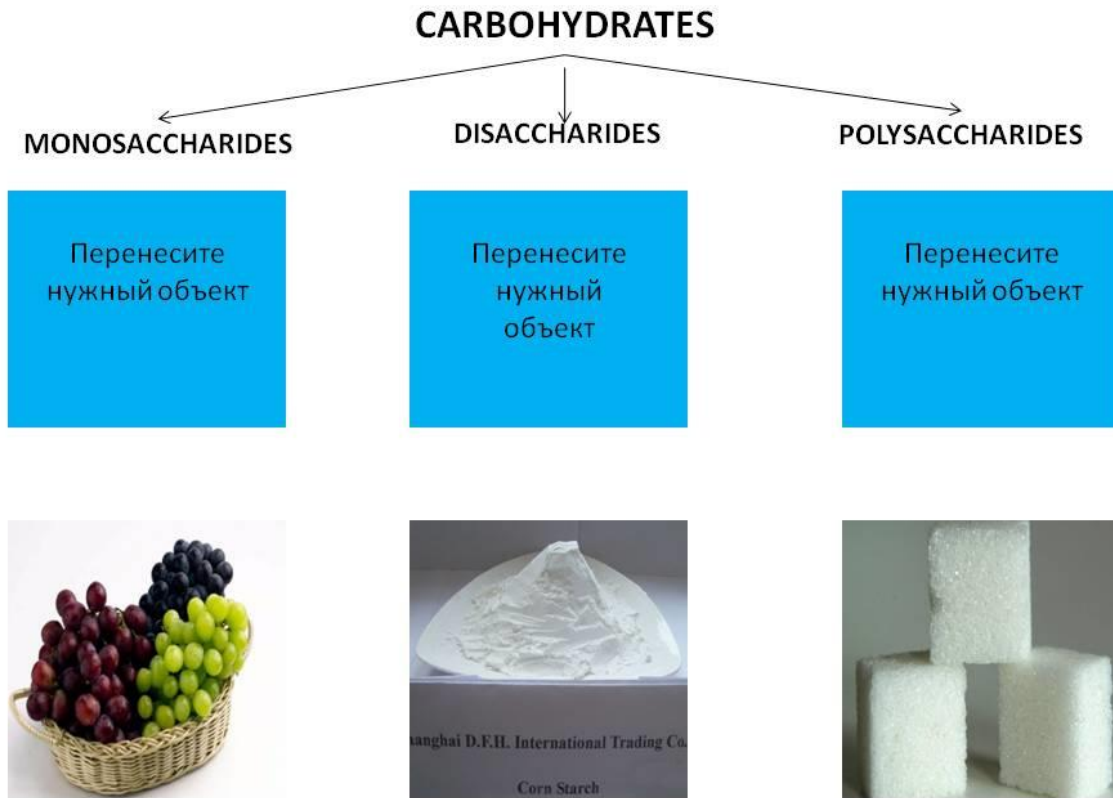 CARBOHYDRATES
MONOSACCHARIDES
DISACCHARIDES
POLYSACCHARIDES
Перенесите
нужный объект
Перенесите
нужный
объект
Перенесите
нужный объект
D.F.H. International Trading Co.
Corn Starch